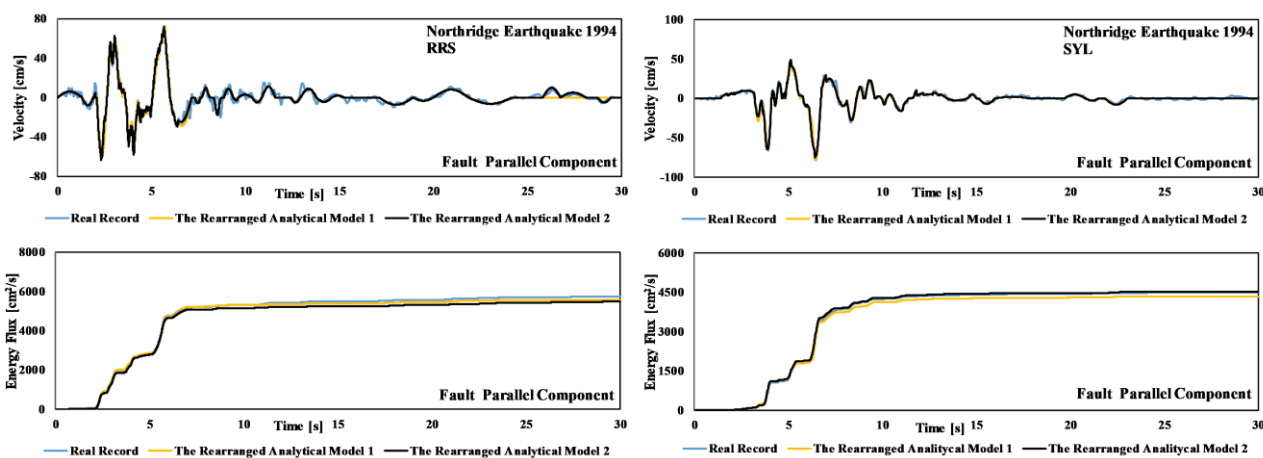 Northridge Earthquake 1994
RRS
Velocity [cm/s]
80
40
0
-40
-80
Fault Parallel Component
0 5 10 15 20 25 30
Time [s]
Real Record The Rearranged Analytical Model 1 The Rearranged Analytical Model 2
Northridge Earthquake 1994
SYL
Velocity [cm/s]
100
50
0
-50
-100
Fault Parallel Component
0 5 10 15 20 25 30
Time [s]
Real Record The Rearranged Analytical Model 1 The Rearranged Analytical Model 2
Energy Flux [cm²/s]
8000
6000
4000
2000
0
Fault Parallel Component
0 5 10 15 20 25 30
Time [s]
Real Record The Rearranged Analytical Model 1 The Rearranged Analytical Model 2
Energy Flux [cm²/s]
6000
4500
3000
1500
0
Fault Parallel Component
0 5 10 15 20 25 30
Time [s]
Real Record The Rearranged Analitycal Model 1 The Rearranged Analitycal Model 2